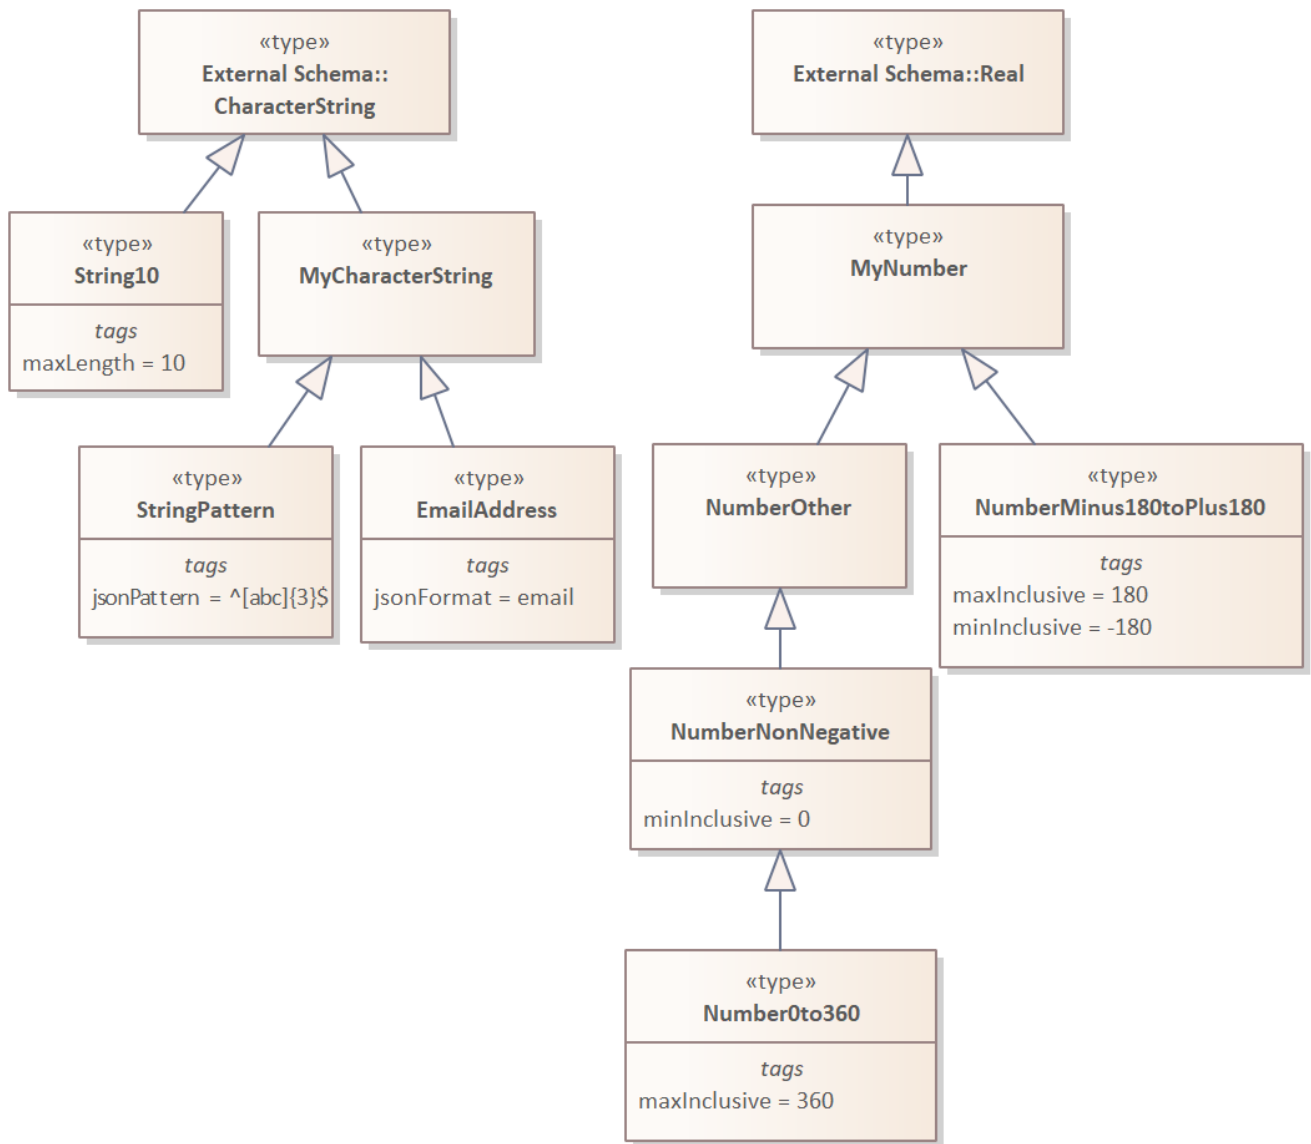 «type»
External Schema::
CharacterString
«type»
External Schema::Real
«type»
String10
tags
maxLength = 10
«type»
MyCharacterString
«type»
MyNumber
«type»
StringPattern
tags
jsonPattern = ^[abc]{3}$
«type»
EmailAddress
tags
jsonFormat = email
«type»
NumberOther
«type»
NumberMinus180toPlus180
tags
maxInclusive = 180
minInclusive = -180
«type»
NumberNonNegative
tags
minInclusive = 0
«type»
Number0to360
tags
maxInclusive = 360